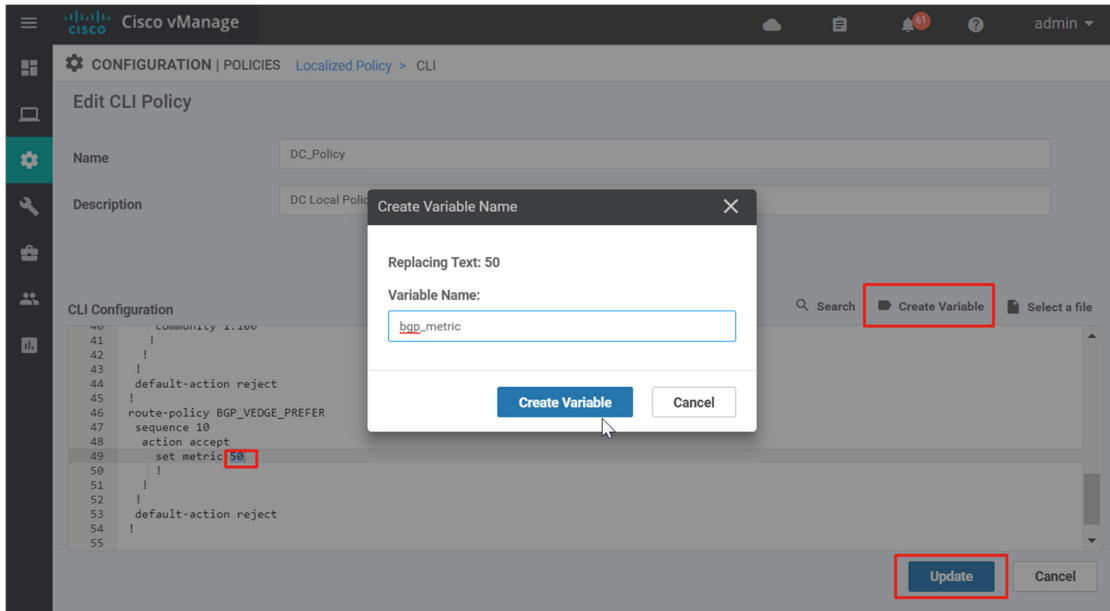 cisco Cisco vManage 61 admin
CONFIGURATION | POLICIES Localized Policy > CLI
Edit CLI Policy
Name DC_Policy
Description DC Local Polic
Create Variable Name
Replacing Text: 50
Variable Name:
bgp_metric
Create Variable Cancel
CLI Configuration Search Create Variable Select a file
40 community 1:100
41 !
42 !
43 !
44 default-action reject
45 !
46 route-policy BGP_VEDGE_PREFER
47 sequence 10
48 action accept
49 set metric 50
50 !
51 !
52 !
53 default-action reject
54 !
55
Update Cancel